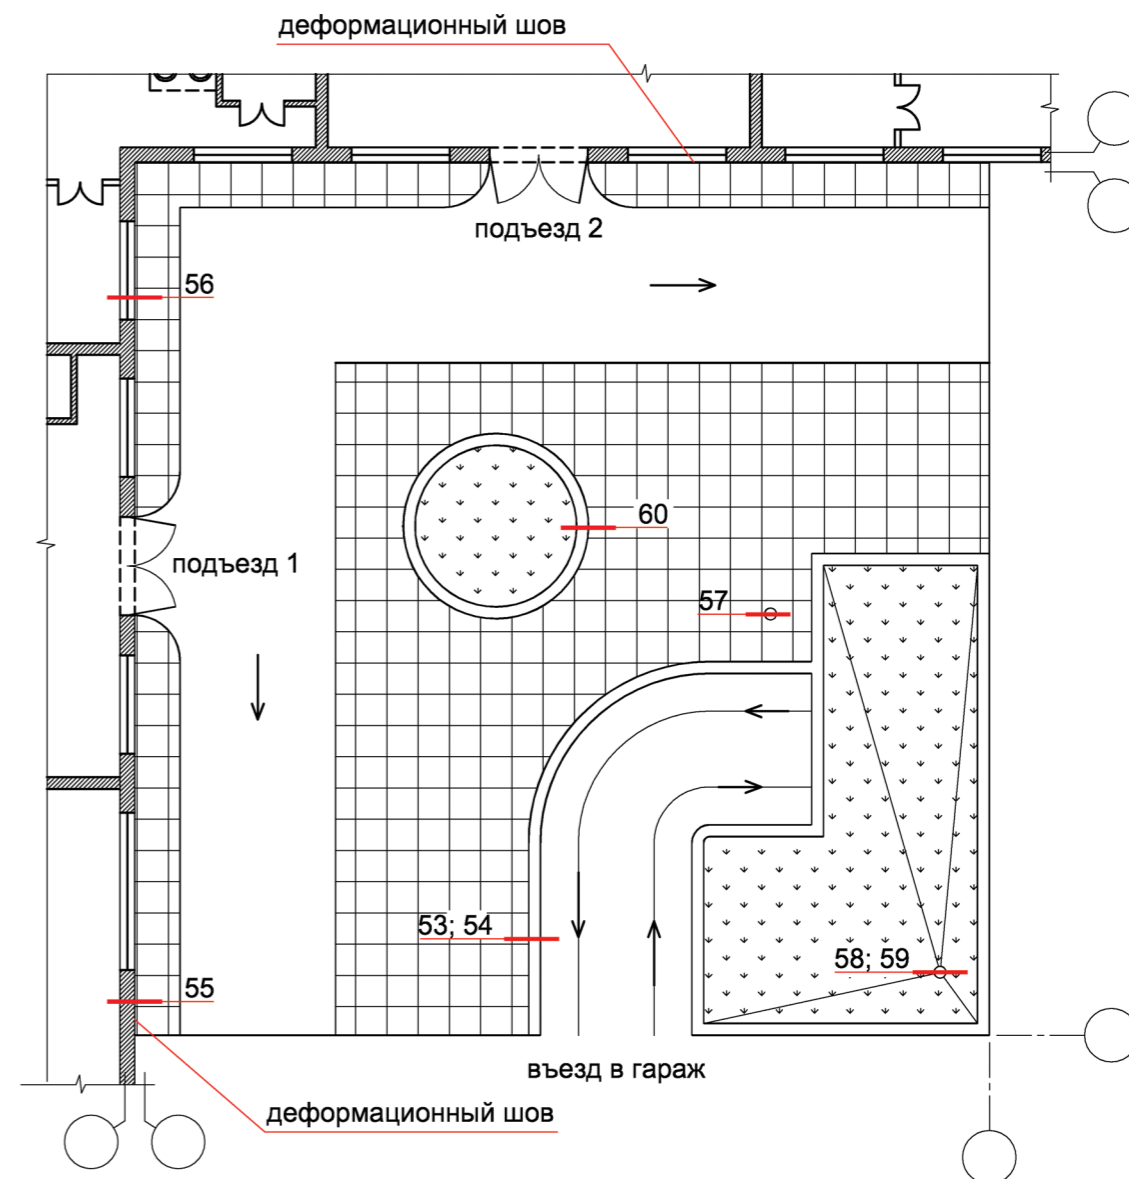 деформационный шов
подъезд 2
56
60
подъезд 1
57
53; 54
58; 59
55
въезд в гараж
деформационный шов